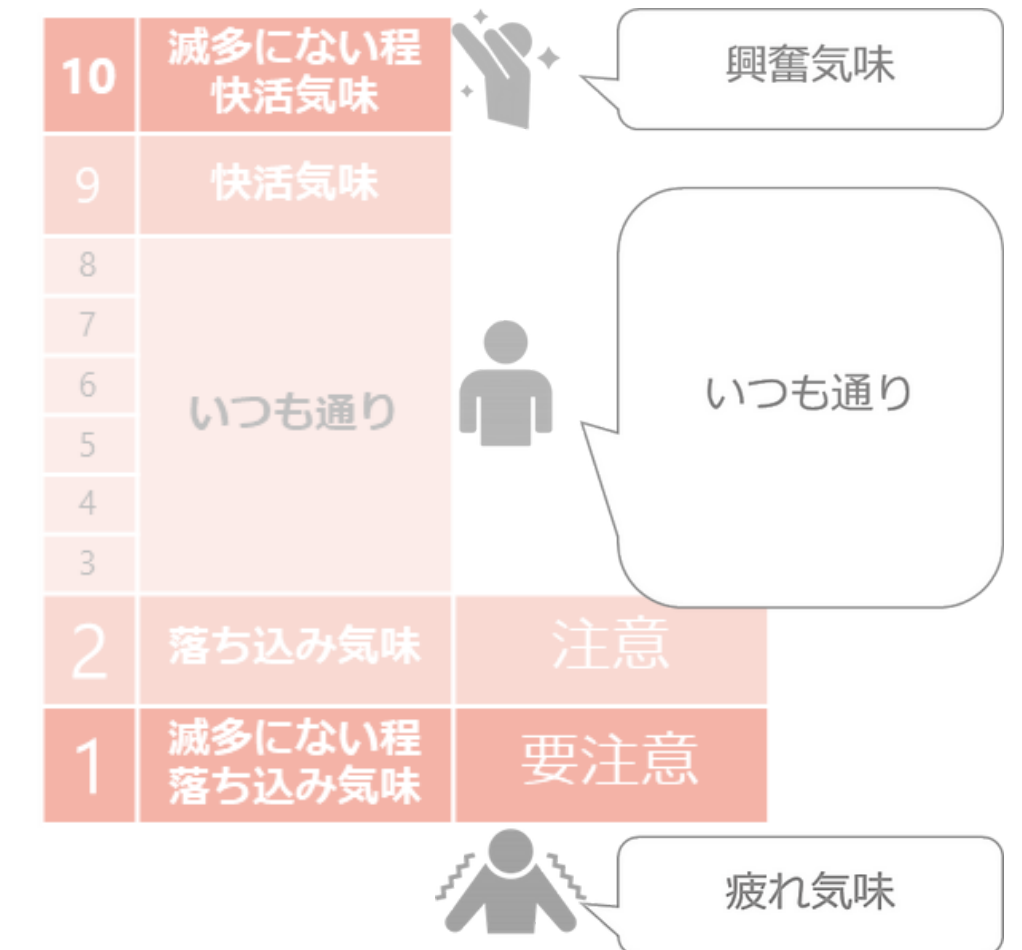 10
滅多にない程
快活気味
興奮気味
9
快活気味
8
7
6
5
4
3
いつも通り
いつも通り
2
落ち込み気味
注意
1
滅多にない程
落ち込み気味
要注意
疲れ気味